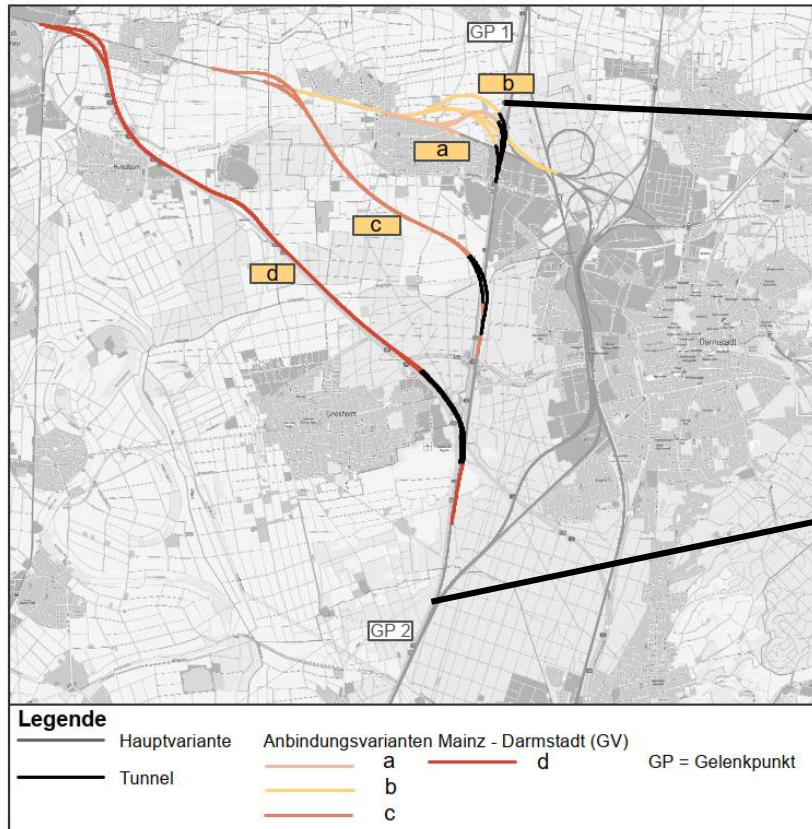 GP 1
b
a
c
d
Darmstadt
Griesheim
GP 2
Legende
Hauptvariante
Tunnel
Anbindungsvarianten Mainz - Darmstadt (GV)
a
d
b
c
GP = Gelenkpunkt